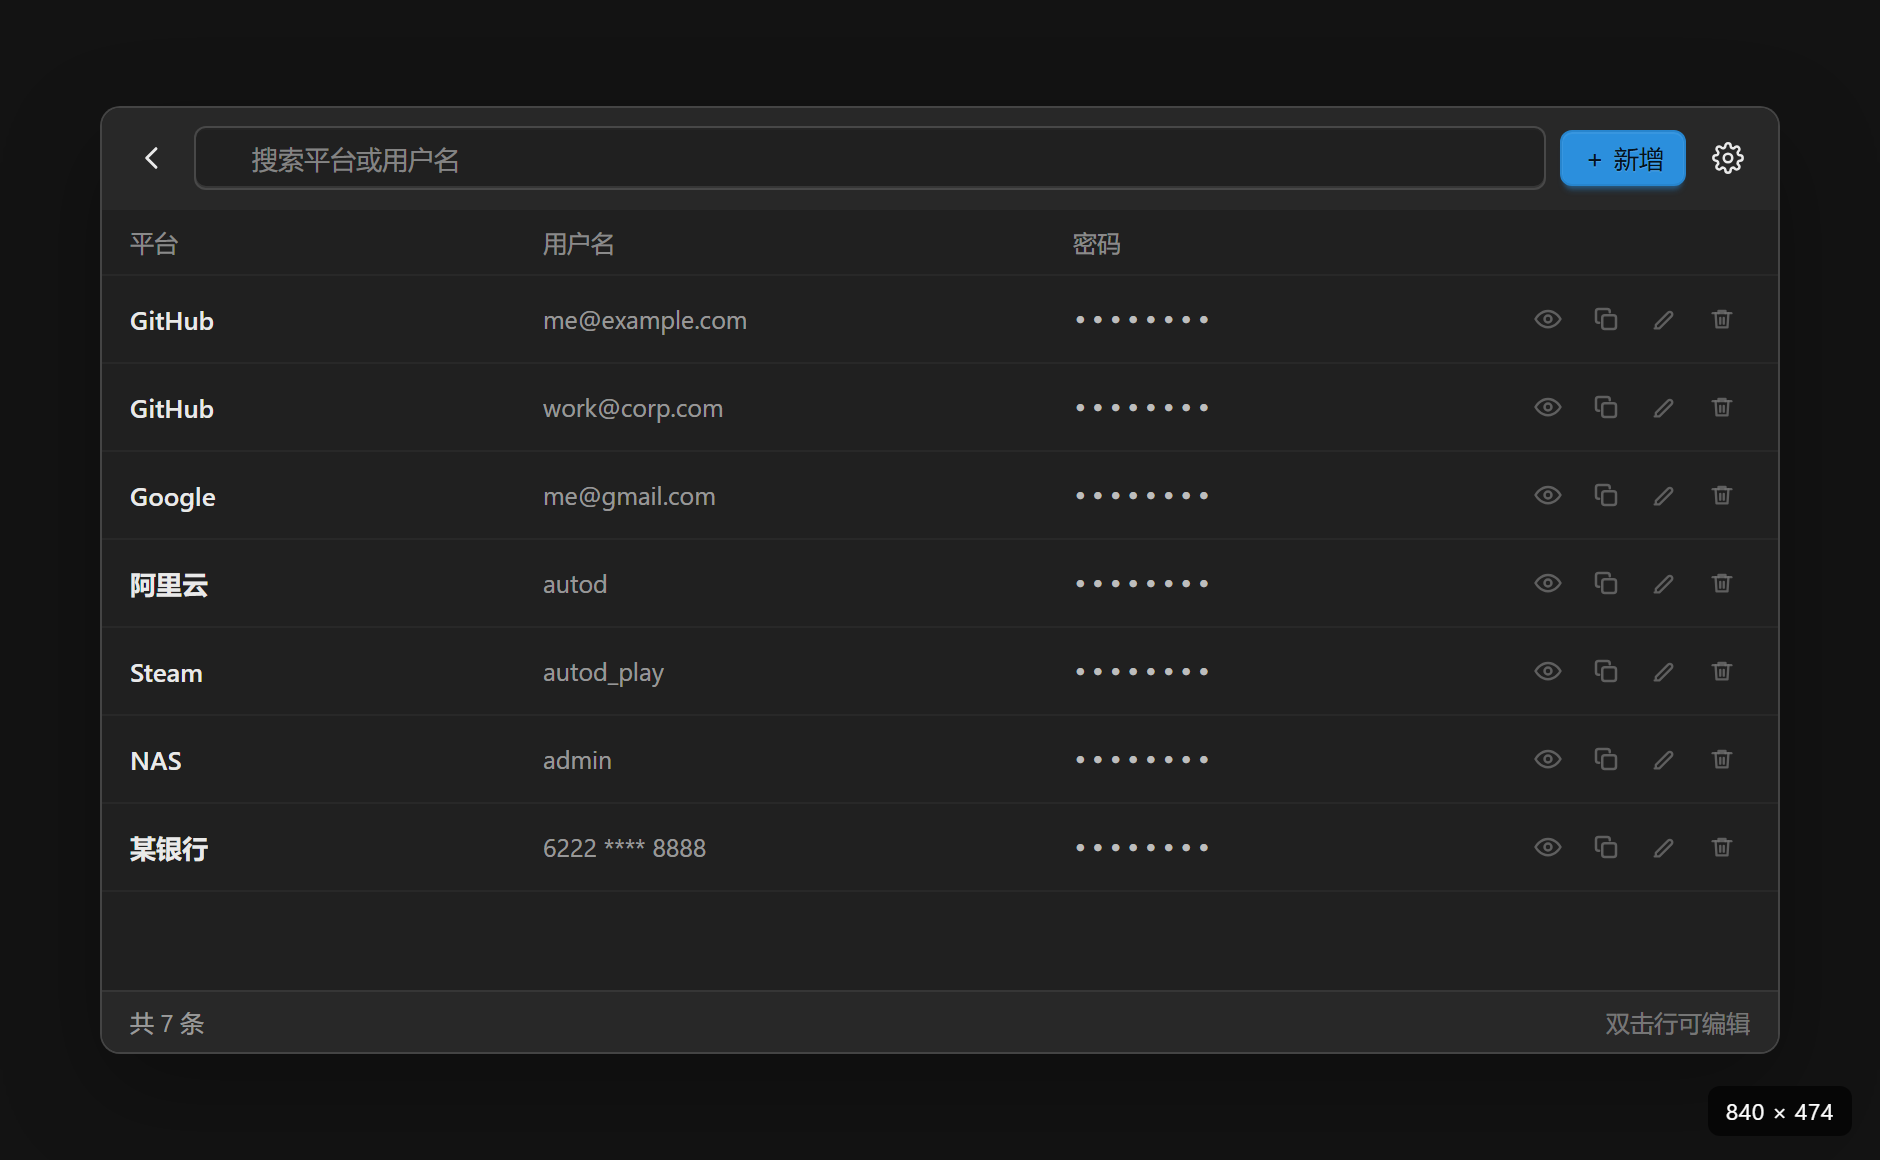 搜索平台或用户名
+ 新增
平台 用户名 密码
GitHub me@example.com ••••••••
GitHub work@corp.com ••••••••
Google me@gmail.com ••••••••
阿里云 autod ••••••••
Steam autod_play ••••••••
NAS admin ••••••••
某银行 6222 **** 8888 ••••••••
共 7 条 双击行可编辑
840 × 474